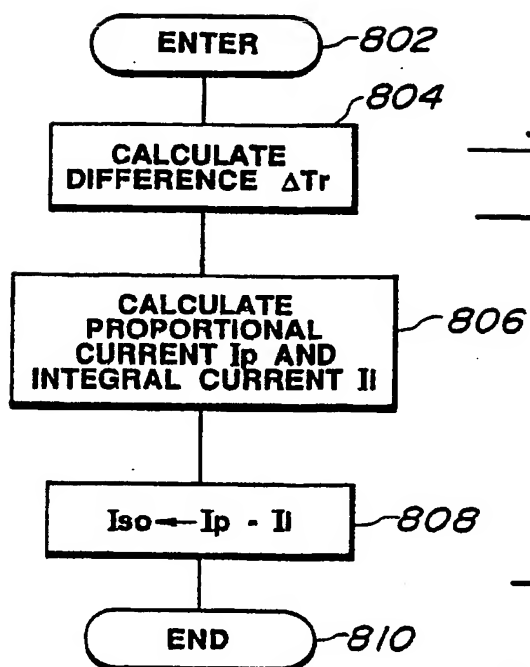 ENTER
802
804
CALCULATE
DIFFERENCE ΔTr
CALCULATE
PROPORTIONAL
CURRENT Ip AND
INTEGRAL CURRENT Ii
806
Iso ← Ip - Ii
808
END
810